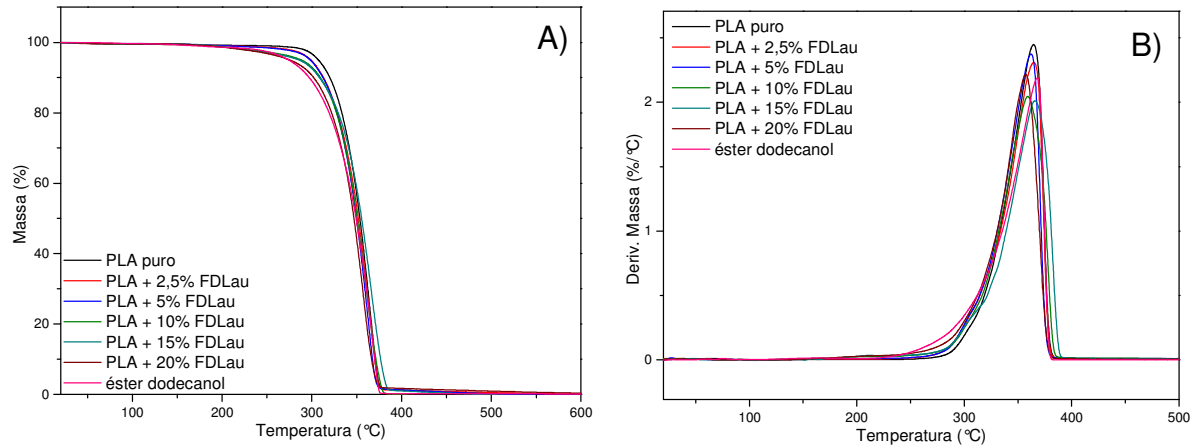 A)
Massa (%)
100
80
60
40
20
0
PLA puro
PLA + 2,5% FDLau
PLA + 5% FDLau
PLA + 10% FDLau
PLA + 15% FDLau
PLA + 20% FDLau
éster dodecanol
100 200 300 400 500 600
Temperatura (°C)
B)
Deriv. Massa (%/°C)
2
1
0
PLA puro
PLA + 2,5% FDLau
PLA + 5% FDLau
PLA + 10% FDLau
PLA + 15% FDLau
PLA + 20% FDLau
éster dodecanol
100 200 300 400 500
Temperatura (°C)